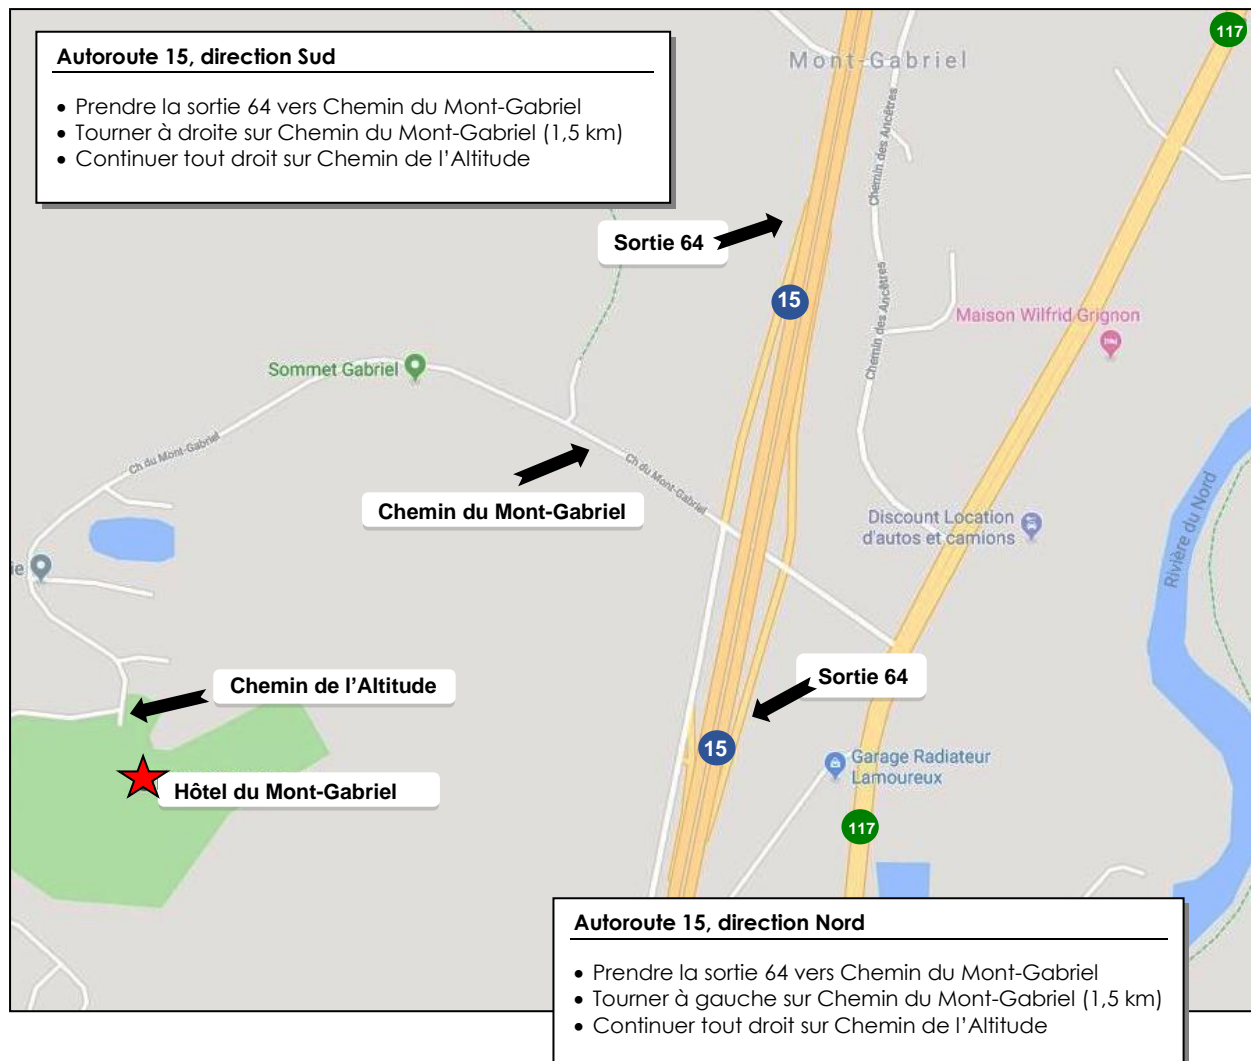 Autoroute 15, direction Sud
• Prendre la sortie 64 vers Chemin du Mont-Gabriel
• Tourner à droite sur Chemin du Mont-Gabriel (1,5 km)
• Continuer tout droit sur Chemin de l'Altitude
117
Mont-Gabriel
Chemin des Ancêtres
Sortie 64
15
Chemin des Ancêtres
Maison Wilfrid Grignon
Sommet Gabriel
Ch du Mont-Gabriel
Ch du Mont-Gabriel
Chemin du Mont-Gabriel
Discount Location
d'autos et camions
Rivière du Nord
ie
Chemin de l'Altitude
Sortie 64
15
Garage Radiateur
Lamoureux
Hôtel du Mont-Gabriel
117
Autoroute 15, direction Nord
• Prendre la sortie 64 vers Chemin du Mont-Gabriel
• Tourner à gauche sur Chemin du Mont-Gabriel (1,5 km)
• Continuer tout droit sur Chemin de l'Altitude